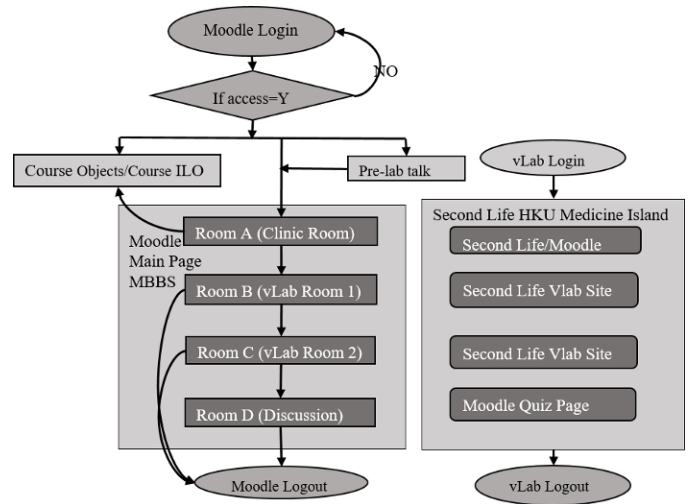 Moodle Login
NO
If access=Y
Course Objects/Course ILO
Pre-lab talk
Moodle
Main Page
MBBS
Room A (Clinic Room)
Room B (vLab Room 1)
Room C (vLab Room 2)
Room D (Discussion)
Moodle Logout
vLab Login
Second Life HKU Medicine Island
Second Life/Moodle
Second Life Vlab Site
Second Life Vlab Site
Moodle Quiz Page
vLab Logout